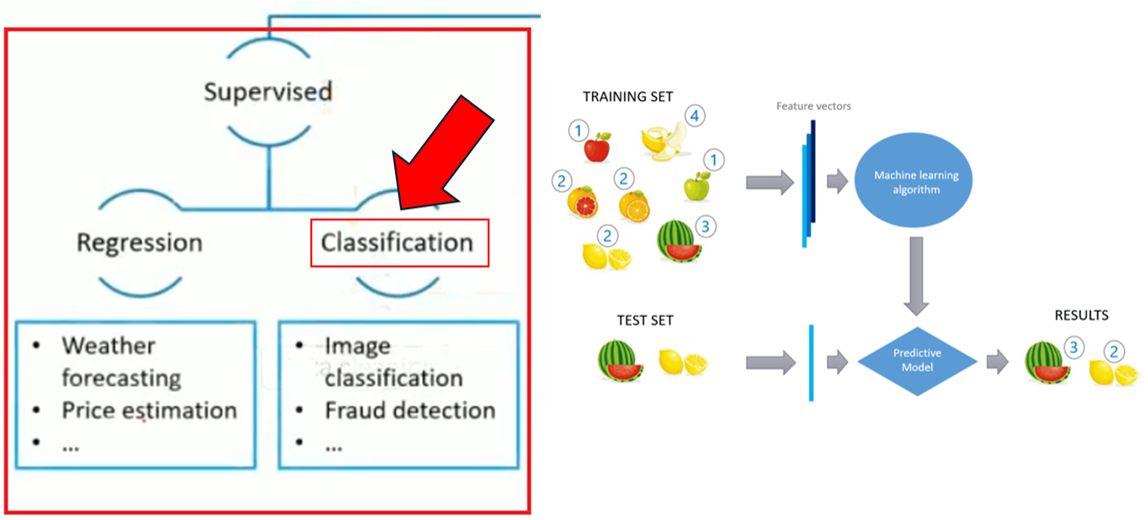 Supervised
Regression
Classification
• Weather
forecasting
• Price estimation
• ...
• Image
classification
• Fraud detection
• ...
TRAINING SET
1
4
1
2
2
2
3
Feature vectors
Machine learning
algorithm
TEST SET
Predictive
Model
RESULTS
3
2